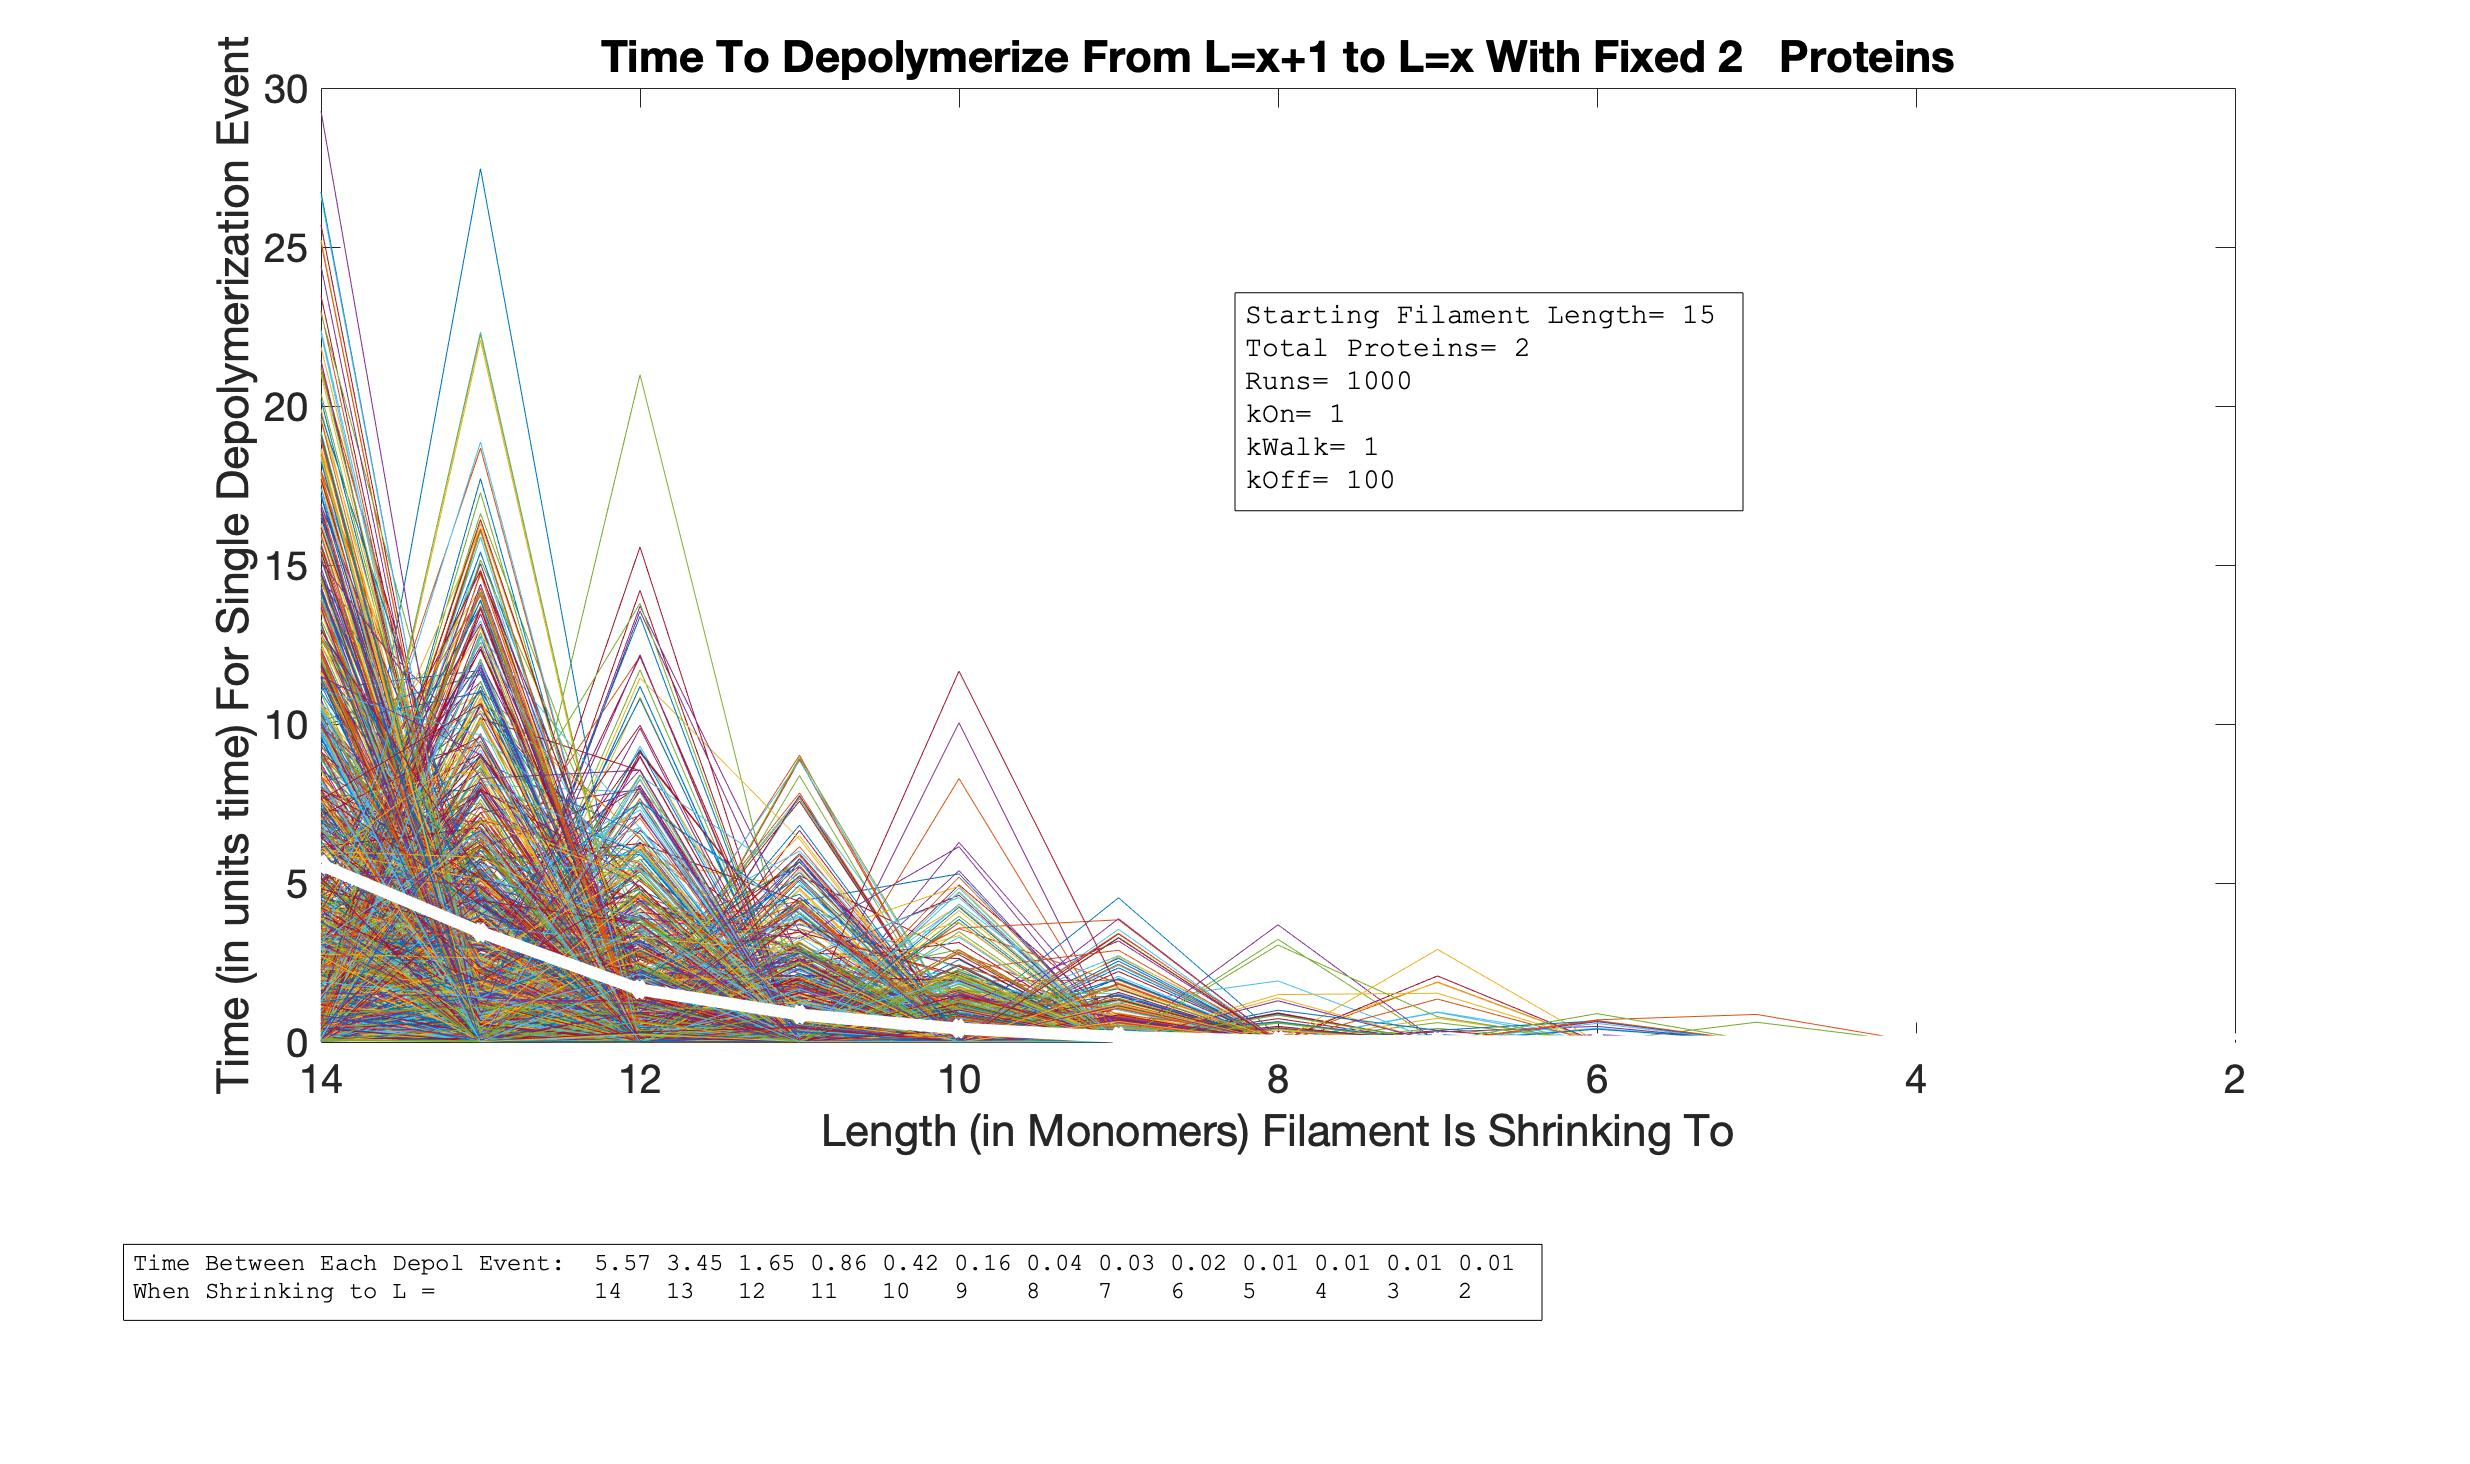 Time To Depolymerize From L=x+1 to L=x With Fixed 2 Proteins
Time (in units time) For Single Depolymerization Event
30
25
20
15
10
5
0
Starting Filament Length= 15
Total Proteins= 2
Runs= 1000
kOn= 1
kWalk= 1
kOff= 100
14 12 10 8 6 4 2
Length (in Monomers) Filament Is Shrinking To
Time Between Each Depol Event: 5.57 3.45 1.65 0.86 0.42 0.16 0.04 0.03 0.02 0.01 0.01 0.01 0.01
When Shrinking to L = 14 13 12 11 10 9 8 7 6 5 4 3 2